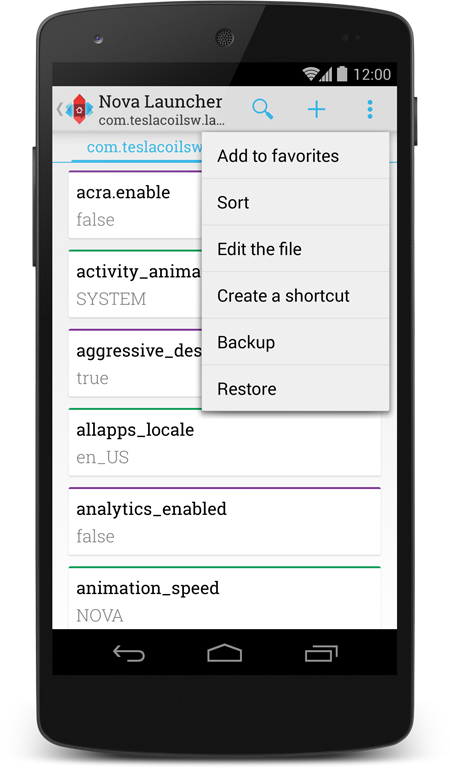 12:00
Nova Launcher
com.teslacoilsw.la...
com.teslacoilsw
Add to favorites
Sort
Edit the file
Create a shortcut
Backup
Restore
acra.enable
false
activity_anima
SYSTEM
aggressive_des
true
allapps_locale
en_US
analytics_enabled
false
animation_speed
NOVA